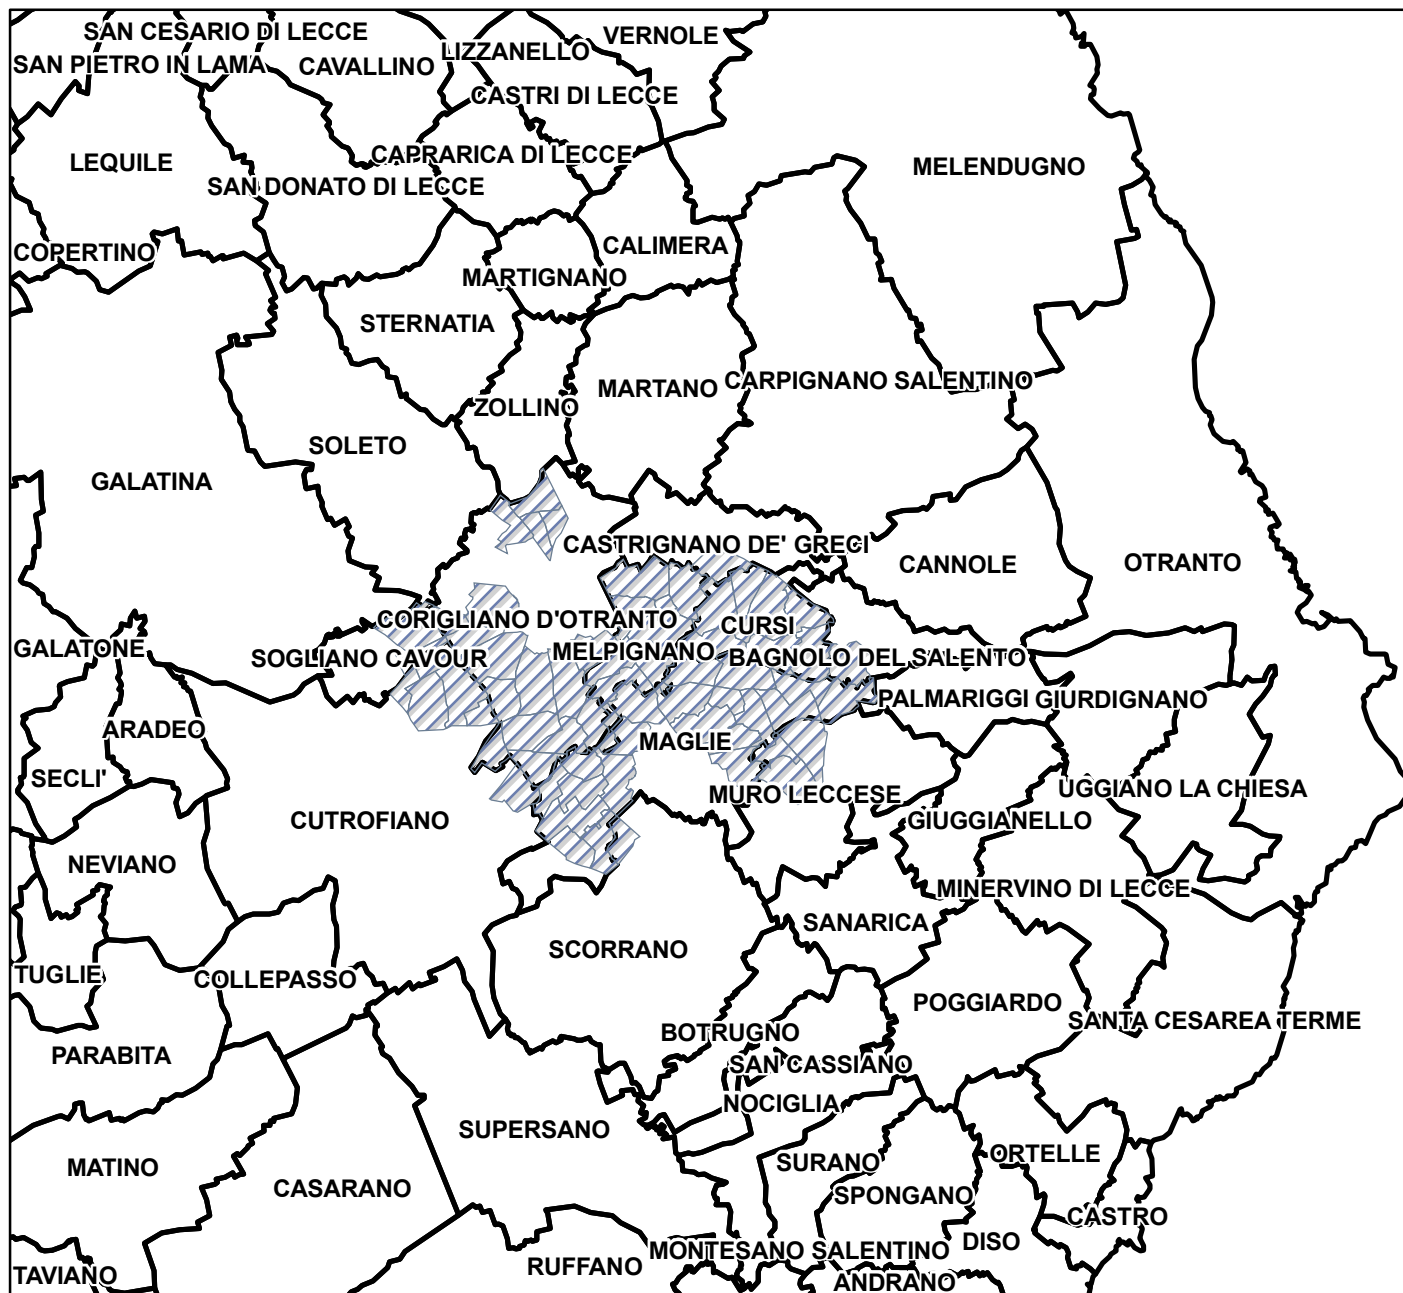 SAN CESARIO DI LECCE
VERNOLE
LIZZANELLO
SAN PIETRO IN LAMA
CAVALLINO
CASTRI DI LECCE
LEQUILE
CAPRARICA DI LECCE
MELENDUGNO
SAN DONATO DI LECCE
COPERTINO
CALIMERA
MARTIGNANO
STERNATIA
MARTANO
CARPIGNANO SALENTINO
ZOLLINO
SOLETO
GALATINA
CASTRIGNANO DE' GRECI
CANNOLE
OTRANTO
CORIGLIANO D'OTRANTO
CURSI
GALATONE
SOGLIANO CAVOUR
MELPIGNANO
BAGNOLO DEL SALENTO
PALMARIGGI
GIURDIGNANO
ARADEO
MAGLIE
SECLI'
MURO LECCESE
UGGIANO LA CHIESA
CUTROFIANO
GIUGGIANELLO
NEVIANO
MINERVINO DI LECCE
SANARICA
SCORRANO
TUGLIE
COLLEPASSO
POGGIARDO
SANTA CESAREA TERME
BOTRUGNO
PARABITA
SAN CASSIANO
NOCIGLIA
SUPERSANO
ORTELLE
MATINO
SURANO
CASARANO
SPONGANO
CASTRO
DISO
MONTESANO SALENTINO
RUFFANO
TAVIANO
ANDRANO